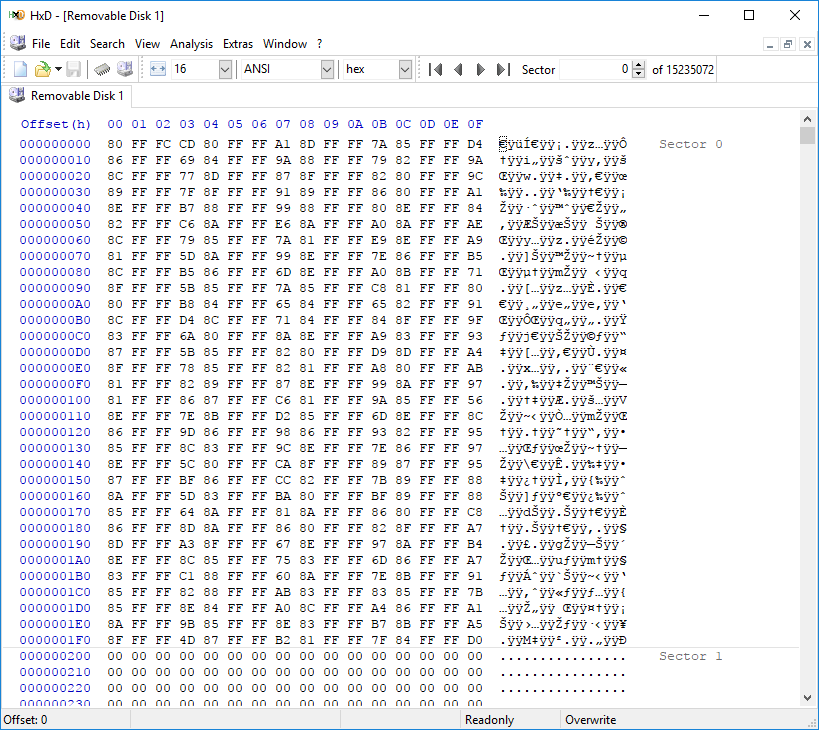 HxD - [Removable Disk 1]
File Edit Search View Analysis Extras Window ?
16 ANSI hex Sector 0 of 15235072
Removable Disk 1
Offset(h) 00 01 02 03 04 05 06 07 08 09 0A 0B 0C 0D 0E 0F
000000000 80 FF FC CD 80 FF FF A1 8D FF FF 7A 85 FF FF D4 €ÿüÍ€ÿÿ¡.ÿÿz…ÿÿÔ Sector 0
000000010 86 FF FF 69 84 FF FF 9A 88 FF FF 79 82 FF FF 9A †ÿÿi„ÿÿšˆÿÿy‚ÿÿš
000000020 8C FF FF 77 8D FF FF 87 8F FF FF 82 80 FF FF 9C Œÿÿw.ÿÿ‡.ÿÿ‚€ÿÿœ
000000030 89 FF FF 7F 8F FF FF 91 89 FF FF 86 80 FF FF A1 ‰ÿÿ..ÿÿ‘‰ÿÿ†€ÿÿ¡
000000040 8E FF FF B7 88 FF FF 99 88 FF FF 80 8E FF FF 84 Žÿÿ·ˆÿÿ™ˆÿÿ€Žÿÿ„
000000050 82 FF FF C6 8A FF FF E6 8A FF FF A0 8A FF FF AE ‚ÿÿÆŠÿÿæŠÿÿ Šÿÿ®
000000060 8C FF FF 79 85 FF FF 7A 81 FF FF E9 8E FF FF A9 Œÿÿy…ÿÿz.ÿÿéŽÿÿ©
000000070 81 FF FF 5D 8A FF FF 99 8E FF FF 7E 86 FF FF B5 .ÿÿ]Šÿÿ™Žÿÿ~†ÿÿµ
000000080 8C FF FF B5 86 FF FF 6D 8E FF FF A0 8B FF FF 71 Œÿÿµ†ÿÿmŽÿÿ ‹ÿÿq
000000090 8F FF FF 5B 85 FF FF 7A 85 FF FF C8 81 FF FF 80 .ÿÿ[…ÿÿz…ÿÿÈ.ÿÿ€
0000000A0 80 FF FF B8 84 FF FF 65 84 FF FF 65 82 FF FF 91 €ÿÿ¸„ÿÿe„ÿÿe‚ÿÿ‘
0000000B0 8C FF FF D4 8C FF FF 71 84 FF FF 84 8F FF FF 9F ŒÿÿÔŒÿÿq„ÿÿ„.ÿÿŸ
0000000C0 83 FF FF 6A 80 FF FF 8A 8E FF FF A9 83 FF FF 93 ƒÿÿj€ÿÿŠŽÿÿ©ƒÿÿ“
0000000D0 87 FF FF 5B 85 FF FF 82 80 FF FF D9 8D FF FF A4 ‡ÿÿ[…ÿÿ‚€ÿÿÙ.ÿÿ¤
0000000E0 8F FF FF 78 85 FF FF 82 81 FF FF A8 80 FF FF AB .ÿÿx…ÿÿ‚.ÿÿ¨€ÿÿ«
0000000F0 81 FF FF 82 89 FF FF 87 8E FF FF 99 8A FF FF 97 .ÿÿ‚‰ÿÿ‡Žÿÿ™Šÿÿ—
000000100 81 FF FF 86 87 FF FF C6 81 FF FF 9A 85 FF FF 56 .ÿÿ†‡ÿÿÆ.ÿÿš…ÿÿV
000000110 8E FF FF 7E 8B FF FF D2 85 FF FF 6D 8E FF FF 8C Žÿÿ~‹ÿÿÒ…ÿÿmŽÿÿŒ
000000120 86 FF FF 9D 86 FF FF 98 86 FF FF 93 82 FF FF 95 †ÿÿ.†ÿÿ˜†ÿÿ“‚ÿÿ•
000000130 85 FF FF 8C 83 FF FF 9C 8E FF FF 7E 86 FF FF 97 …ÿÿŒƒÿÿœŽÿÿ~†ÿÿ—
000000140 8E FF FF 5C 80 FF FF CA 8F FF FF 89 87 FF FF 95 Žÿÿ\€ÿÿÊ.ÿÿ‰‡ÿÿ•
000000150 87 FF FF BF 86 FF FF CC 82 FF FF 7B 89 FF FF 88 ‡ÿÿ¿†ÿÿÌ‚ÿÿ{‰ÿÿˆ
000000160 8A FF FF 5D 83 FF FF BA 80 FF FF BF 89 FF FF 88 Šÿÿ]ƒÿÿº€ÿÿ¿‰ÿÿˆ
000000170 85 FF FF 64 8A FF FF 81 8A FF FF 86 80 FF FF C8 …ÿÿdŠÿÿ.Šÿÿ†€ÿÿÈ
000000180 86 FF FF 8D 8A FF FF 86 80 FF FF 82 8F FF FF A7 †ÿÿ.Šÿÿ†€ÿÿ‚.ÿÿ§
000000190 8D FF FF A3 8F FF FF 67 8E FF FF 97 8A FF FF B4 .ÿÿ£.ÿÿgŽÿÿ—Šÿÿ´
0000001A0 8E FF FF 8C 85 FF FF 75 83 FF FF 6D 86 FF FF A7 ŽÿÿŒ…ÿÿuƒÿÿm†ÿÿ§
0000001B0 83 FF FF C1 88 FF FF 60 8A FF FF 7E 8B FF FF 91 ƒÿÿÁˆÿÿ`Šÿÿ~‹ÿÿ‘
0000001C0 85 FF FF 82 88 FF FF AB 83 FF FF 83 85 FF FF 7B …ÿÿ‚ˆÿÿ«ƒÿÿƒ…ÿÿ{
0000001D0 85 FF FF 8E 84 FF FF A0 8C FF FF A4 86 FF FF A1 …ÿÿŽ„ÿÿ Œÿÿ¤†ÿÿ¡
0000001E0 8A FF FF 9B 85 FF FF 8E 83 FF FF B7 8B FF FF A5 Šÿÿ›…ÿÿŽƒÿÿ·‹ÿÿ¥
0000001F0 8F FF FF 4D 87 FF FF B2 81 FF FF 7F 84 FF FF D0 .ÿÿM‡ÿÿ².ÿÿ.„ÿÿÐ
000000200 00 00 00 00 00 00 00 00 00 00 00 00 00 00 00 00 ................ Sector 1
000000210 00 00 00 00 00 00 00 00 00 00 00 00 00 00 00 00 ................
000000220 00 00 00 00 00 00 00 00 00 00 00 00 00 00 00 00 ................
000000230 00 00 00 00 00 00 00 00 00 00 00 00 00 00 00 00
Offset: 0 Readonly Overwrite